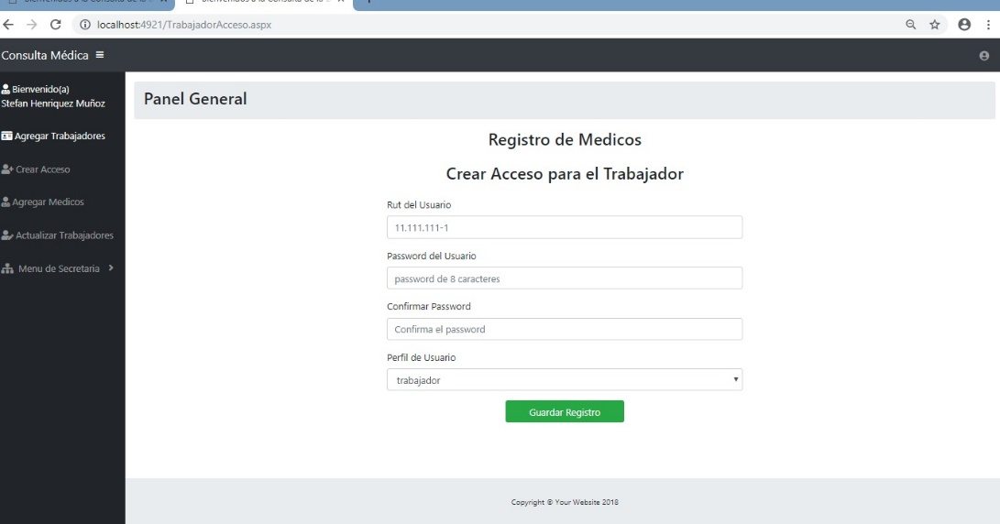 localhost:4921/TrabajadorAcceso.aspx
Consulta Médica
Bienvenido(a)
Stefan Henriquez Muñoz
Agregar Trabajadores
Crear Acceso
Agregar Medicos
Actualizar Trabajadores
Menu de Secretaria
Panel General
Registro de Medicos
Crear Acceso para el Trabajador
Rut del Usuario
11.111.111-1
Password del Usuario
password de 8 caracteres
Confirmar Password
Confirma el password
Perfil de Usuario
trabajador
Guardar Registro
Copyright © Your Website 2018